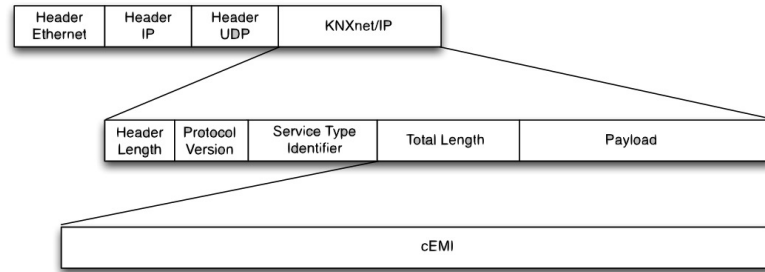 Header Ethernet
Header IP
Header UDP
KNXnet/IP
Header Length
Protocol Version
Service Type Identifier
Total Length
Payload
cEMI